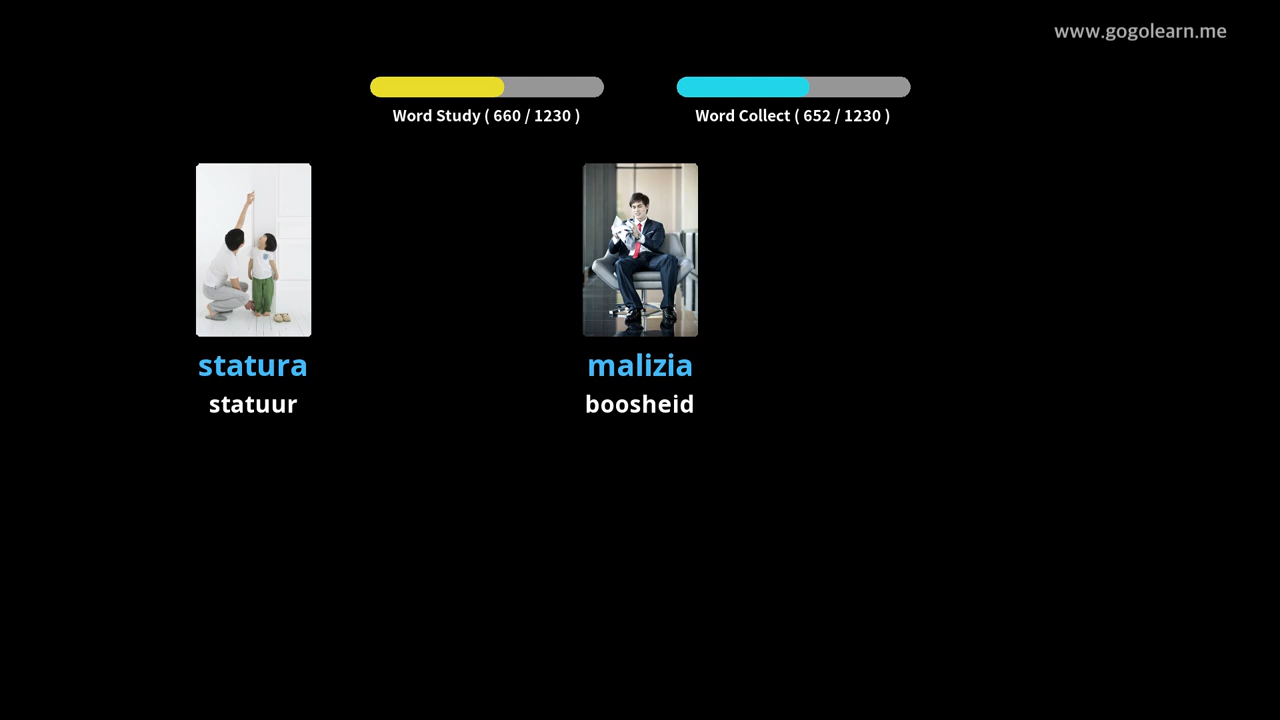 www.gogolearn.me
Word Study ( 660 / 1230 )
Word Collect ( 652 / 1230 )
statura
statuur
malizia
boosheid